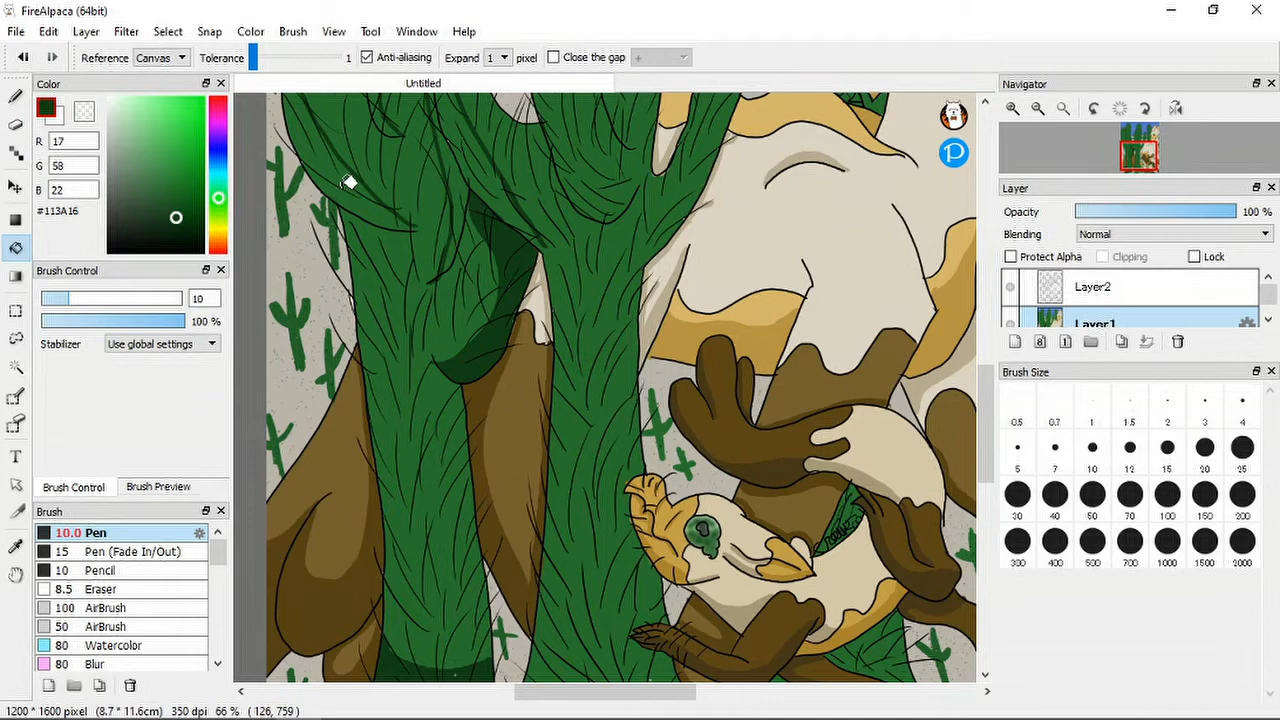 FireAlpaca (64bit)
File Edit Layer Filter Select Snap Color Brush View Tool Window Help
Reference Canvas Tolerance 1 Anti-aliasing Expand 1 pixel Close the gap
Color
Untitled
Navigator
R 17
G 58
B 22
#113A16
Layer
Opacity 100 %
Blending Normal
Protect Alpha Clipping Lock
Layer2
Layer1
Brush Control
10
100 %
Stabilizer Use global settings
Brush Size
0.5 0.7 1 1.5 2 3 4
5 7 10 12 15 20 25
30 40 50 70 100 150 200
300 400 500 700 1000 1500 2000
Brush Control Brush Preview
Brush
10.0 Pen
15 Pen (Fade In/Out)
10 Pencil
8.5 Eraser
100 AirBrush
50 AirBrush
80 Watercolor
80 Blur
1200 * 1600 pixel (8.7 * 11.6cm) 350 dpi 66 % ( 126, 759 )